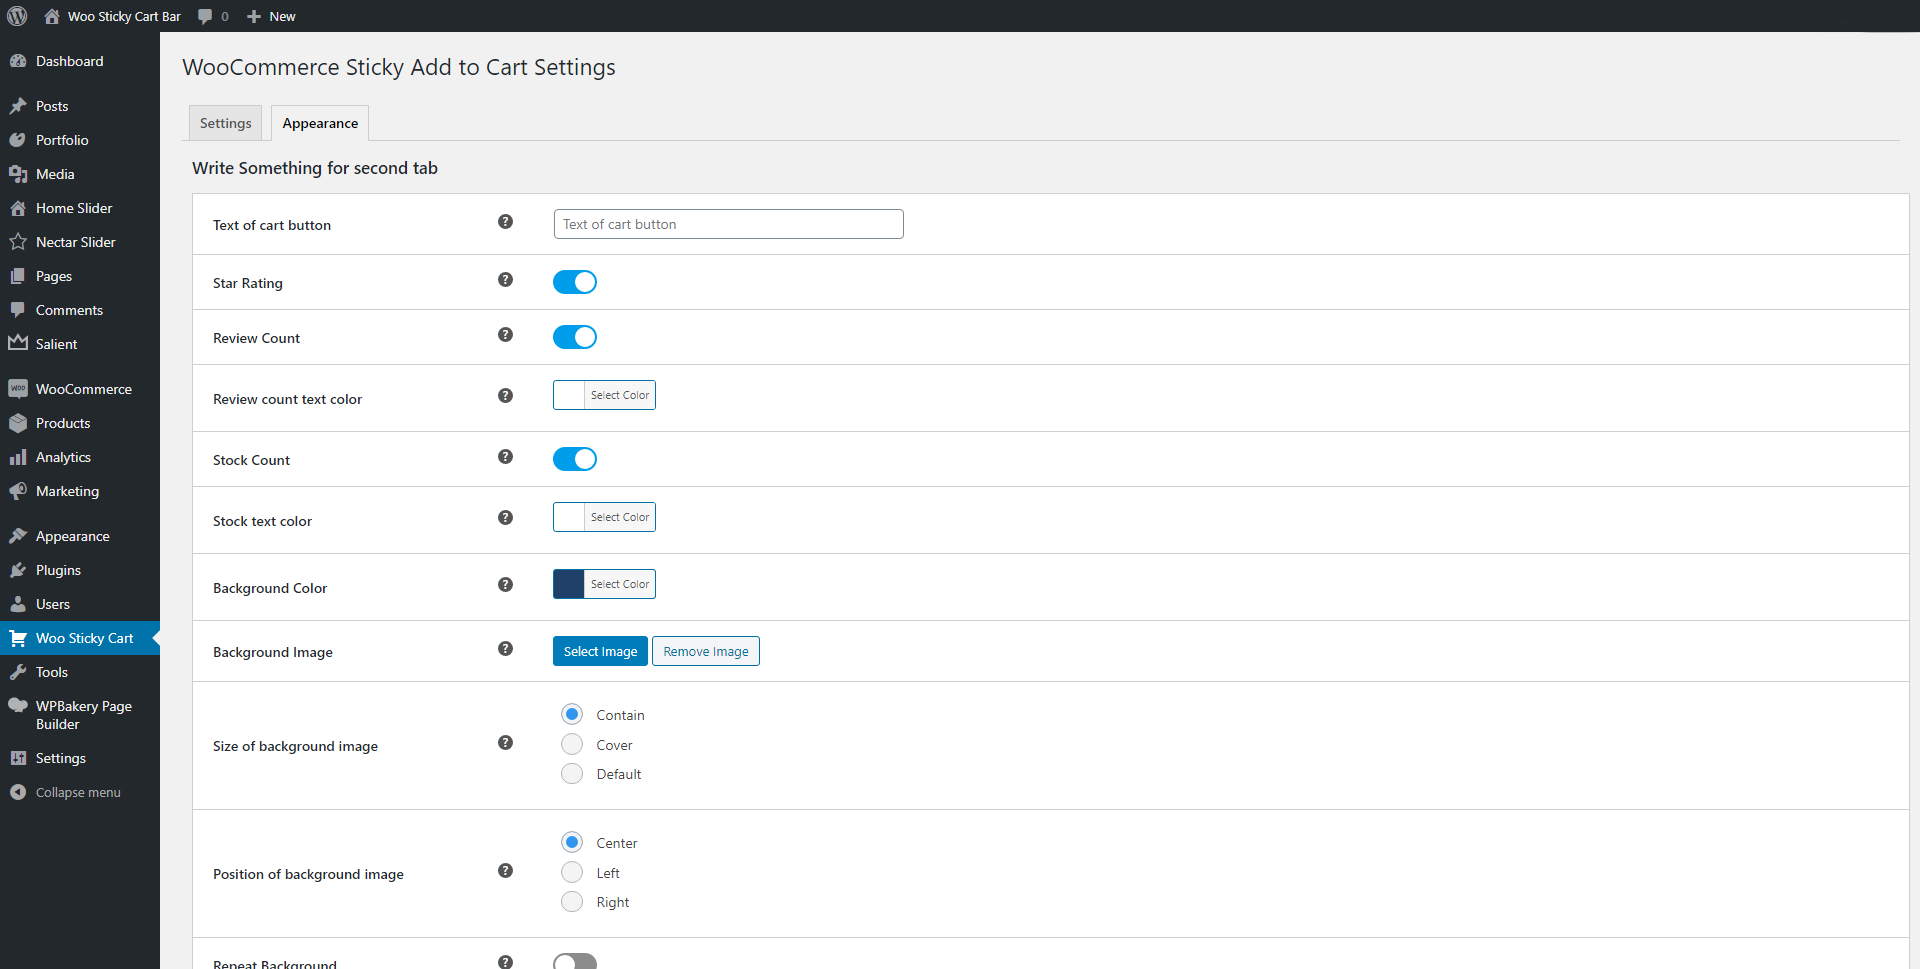 Woo Sticky Cart Bar
0
New
Dashboard
Posts
Portfolio
Media
Home Slider
Nectar Slider
Pages
Comments
Salient
Woo WooCommerce
Products
Analytics
Marketing
Appearance
Plugins
Users
Woo Sticky Cart
Tools
WPBakery Page
Builder
Settings
Collapse menu
WooCommerce Sticky Add to Cart Settings
Settings
Appearance
Write Something for second tab
Text of cart button ? Text of cart button
Star Rating ?
Review Count ?
Review count text color ? Select Color
Stock Count ?
Stock text color ? Select Color
Background Color ? Select Color
Background Image ? Select Image Remove Image
Size of background image ?
Contain
Cover
Default
Position of background image ?
Center
Left
Right
Repeat Background ?